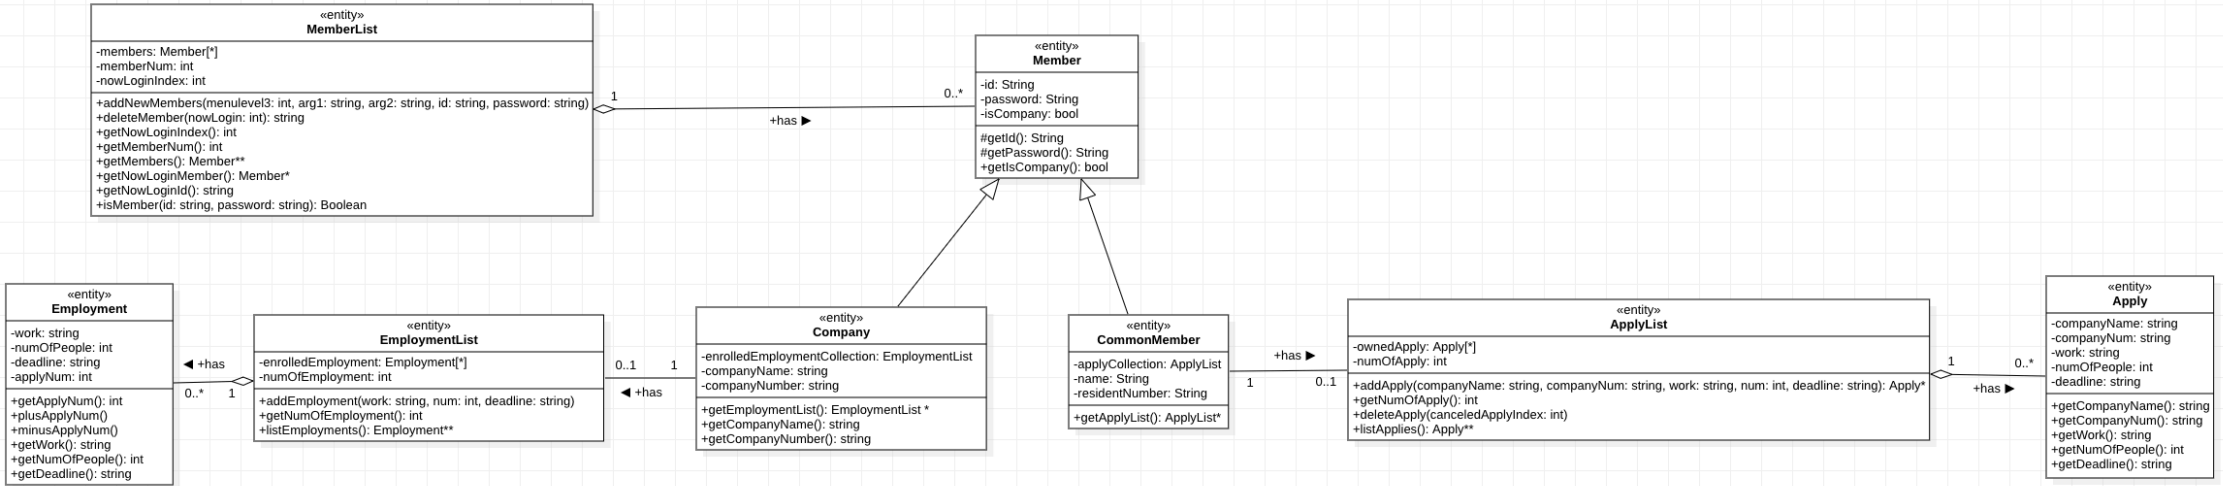 «entity»
MemberList
-members: Member[*]
-memberNum: int
-nowLoginIndex: int
+addNewMembers(menulevel3: int, arg1: string, arg2: string, id: string, password: string)
+deleteMember(nowLogin: int): string
+getNowLoginIndex(): int
+getMemberNum(): int
+getMembers(): Member**
+getNowLoginMember(): Member*
+getNowLoginId(): string
+isMember(id: string, password: string): Boolean
1
0..*
+has ▶
«entity»
Member
-id: String
-password: String
-isCompany: bool
#getId(): String
#getPassword(): String
+getIsCompany(): bool
«entity»
Employment
-work: string
-numOfPeople: int
-deadline: string
-applyNum: int
+getApplyNum(): int
+plusApplyNum()
+minusApplyNum()
+getWork(): string
+getNumOfPeople(): int
+getDeadline(): string
◀ +has
0..*
1
«entity»
EmploymentList
-enrolledEmployment: Employment[*]
-numOfEmployment: int
+addEmployment(work: string, num: int, deadline: string)
+getNumOfEmployment(): int
+listEmployments(): Employment**
0..1
1
◀ +has
«entity»
Company
-enrolledEmploymentCollection: EmploymentList
-companyName: string
-companyNumber: string
+getEmploymentList(): EmploymentList *
+getCompanyName(): string
+getCompanyNumber(): string
«entity»
CommonMember
-applyCollection: ApplyList
-name: String
-residentNumber: String
+getApplyList(): ApplyList*
+has ▶
1
0..1
«entity»
ApplyList
-ownedApply: Apply[*]
-numOfApply: int
+addApply(companyName: string, companyNum: string, work: string, num: int, deadline: string): Apply*
+getNumOfApply(): int
+deleteApply(canceledApplyIndex: int)
+listApplies(): Apply**
1
0..*
+has ▶
«entity»
Apply
-companyName: string
-companyNum: string
-work: string
-numOfPeople: int
-deadline: string
+getCompanyName(): string
+getCompanyNum(): string
+getWork(): string
+getNumOfPeople(): int
+getDeadline(): string